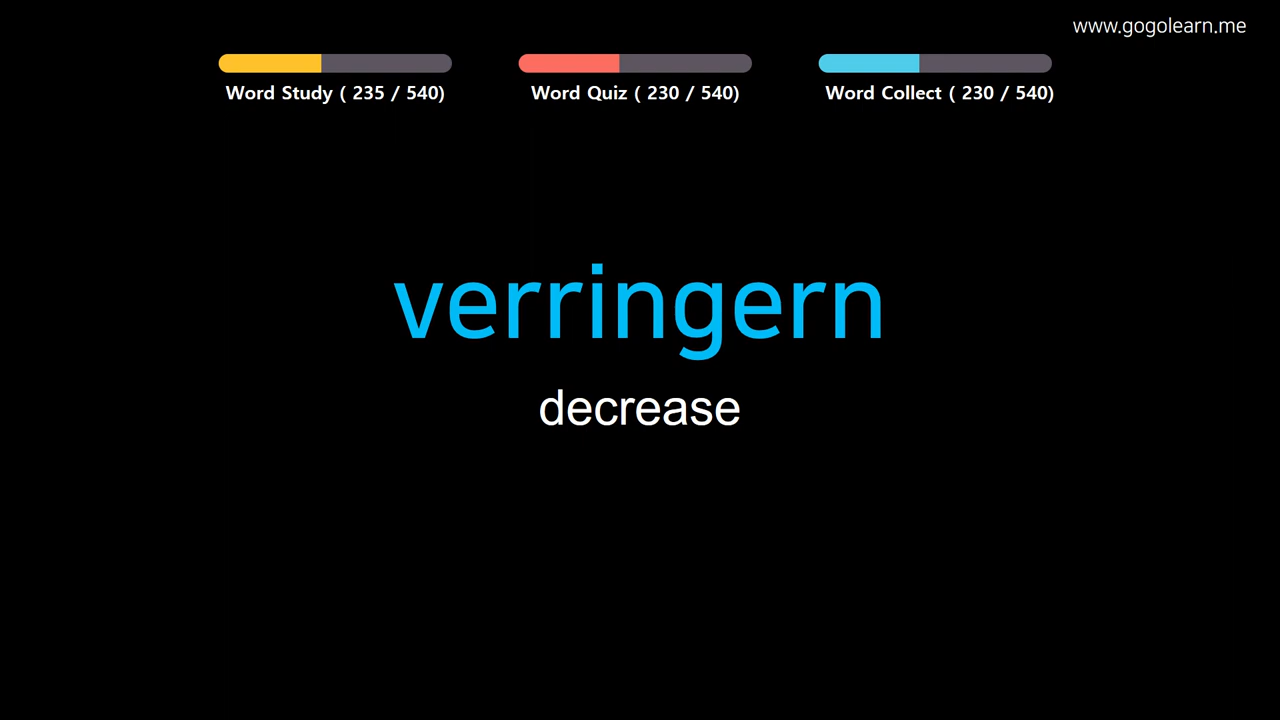 www.gogolearn.me
Word Study ( 235 / 540)
Word Quiz ( 230 / 540)
Word Collect ( 230 / 540)
verringern
decrease